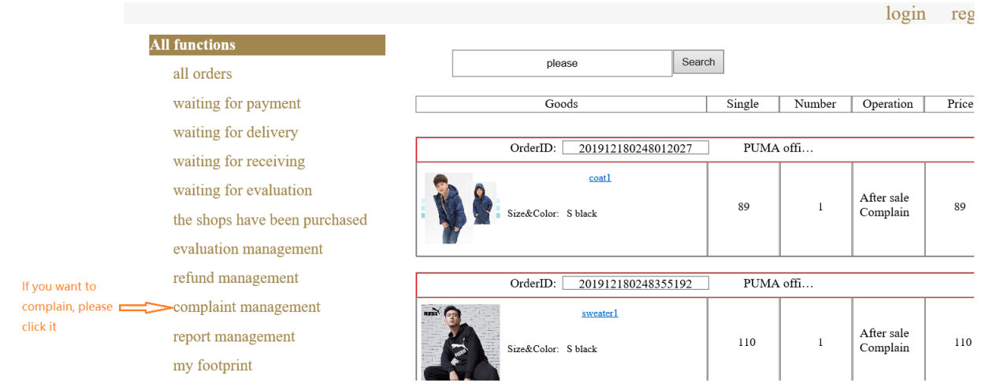 login reg
All functions
all orders
waiting for payment
waiting for delivery
waiting for receiving
waiting for evaluation
the shops have been purchased
evaluation management
refund management
If you want to
complain, please
click it
complaint management
report management
my footprint
please Search
Goods Single Number Operation Price
OrderID: 201912180248012027 PUMA offi…
coat1
Size&Color: S black
89 1
After sale
Complain
89
OrderID: 201912180248355192 PUMA offi…
PUMA
PUMA
sweater1
Size&Color: S black
110 1
After sale
Complain
110